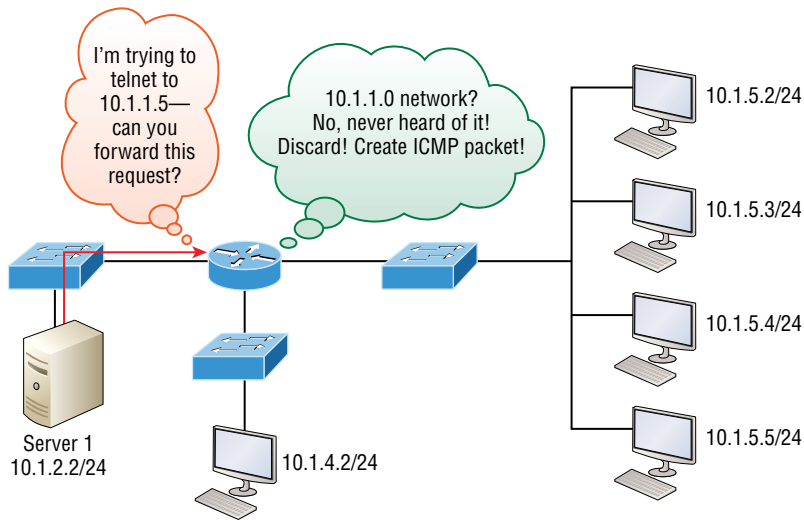 I’m trying to
telnet to
10.1.1.5—
can you
forward this
request?
10.1.1.0 network?
No, never heard of it!
Discard! Create ICMP packet!
10.1.5.2/24
10.1.5.3/24
10.1.5.4/24
10.1.5.5/24
Server 1
10.1.2.2/24
10.1.4.2/24